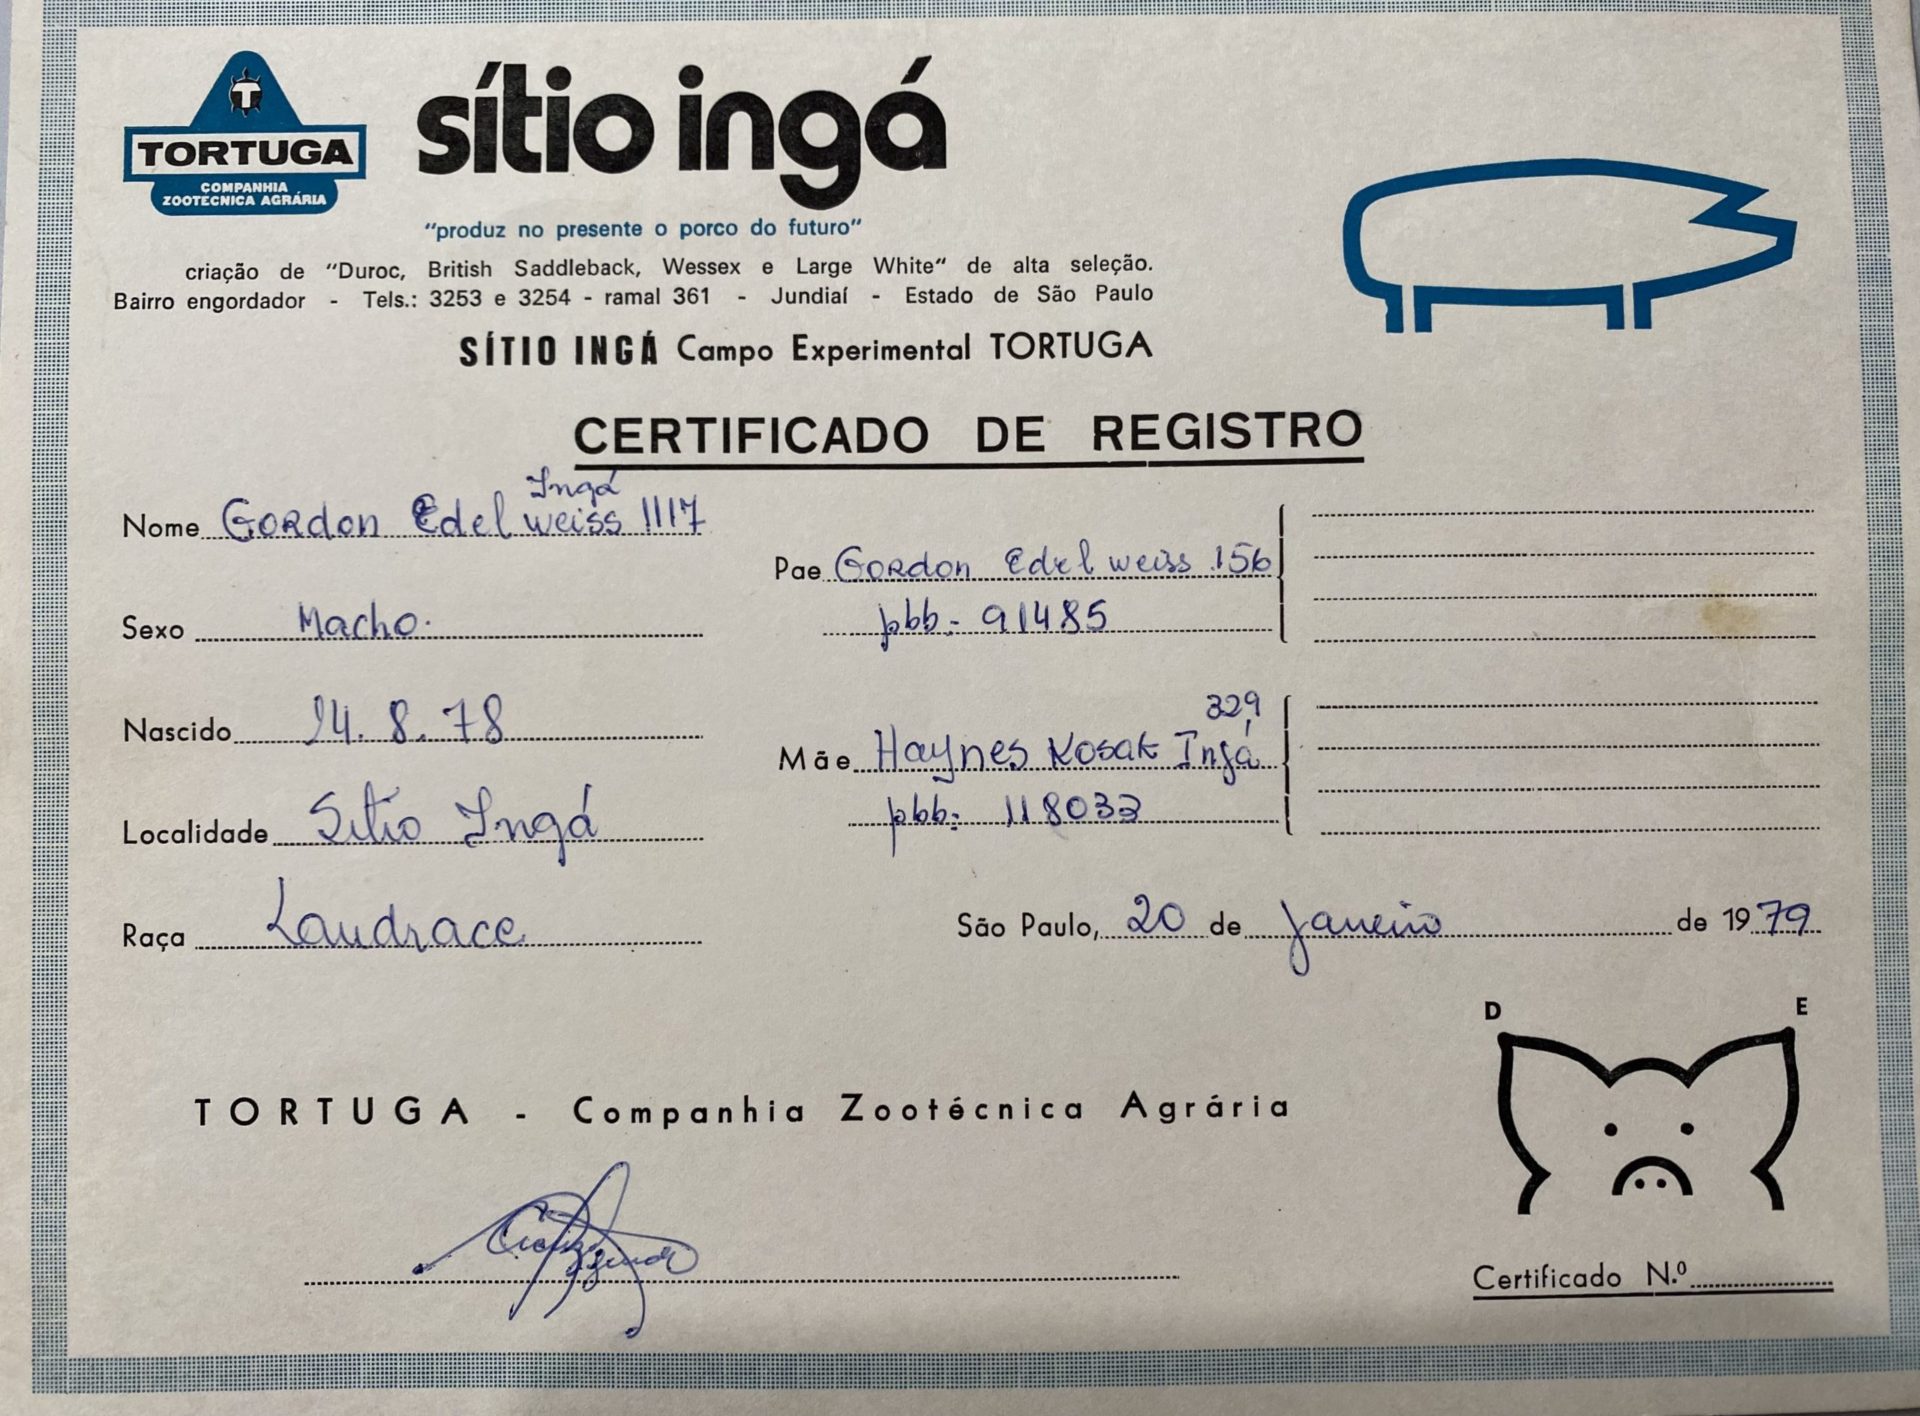 T
TORTUGA
COMPANHIA
ZOOTECNICA AGRÁRIA
sítio ingá
"produz no presente o porco do futuro"
criação de "Duroc, British Saddleback, Wessex e Large White" de alta seleção.
Bairro engordador - Tels.: 3253 e 3254 - ramal 361 - Jundiaí - Estado de São Paulo
SÍTIO INGÁ Campo Experimental TORTUGA
CERTIFICADO DE REGISTRO
Ingá
Nome Gordon Edelweiss 1117
Pae Gordon Edelweiss 156
Sexo Macho.
pbb: 91485
Nascido 14.8.78
329
Mãe Haynes Kosak Ingá
Localidade Sítio Ingá
pbb: 118033
Raça Landrace
São Paulo, 20 de Janeiro de 1979
D E
TORTUGA - Companhia Zootécnica Agrária
Certificado N.º